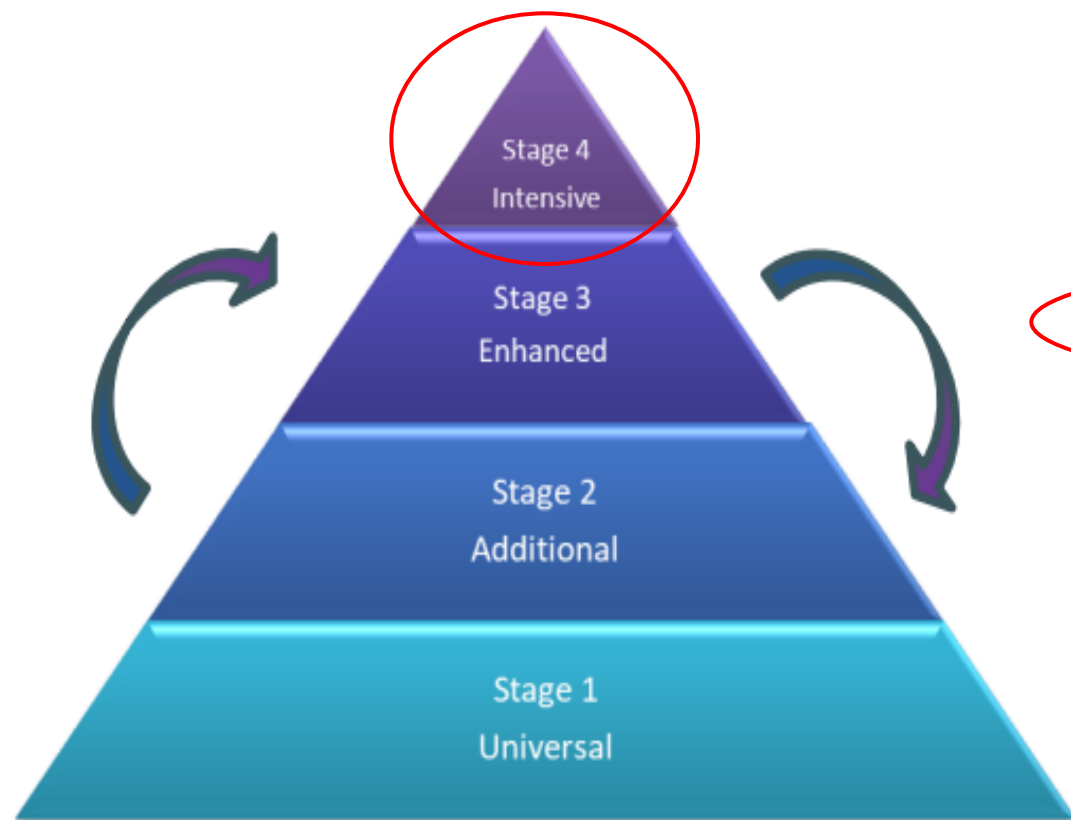 Stage 4
Intensive
Stage 3
Enhanced
Stage 2
Additional
Stage 1
Universal